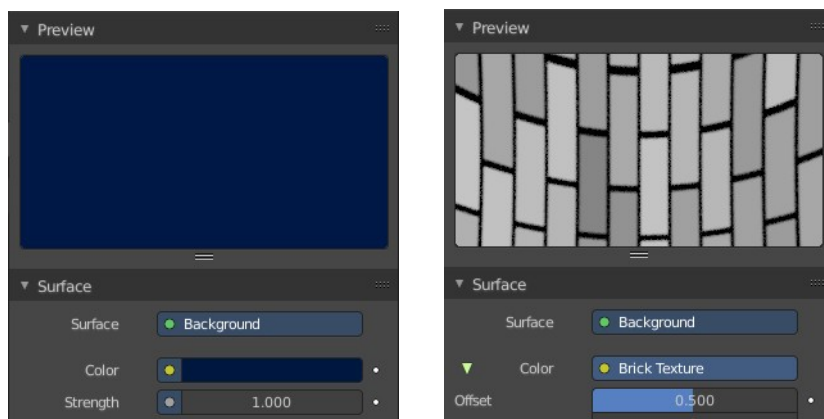 Preview
Surface
Surface Background
Color
Strength 1.000
Preview
Surface
Surface Background
Color Brick Texture
Offset 0.500